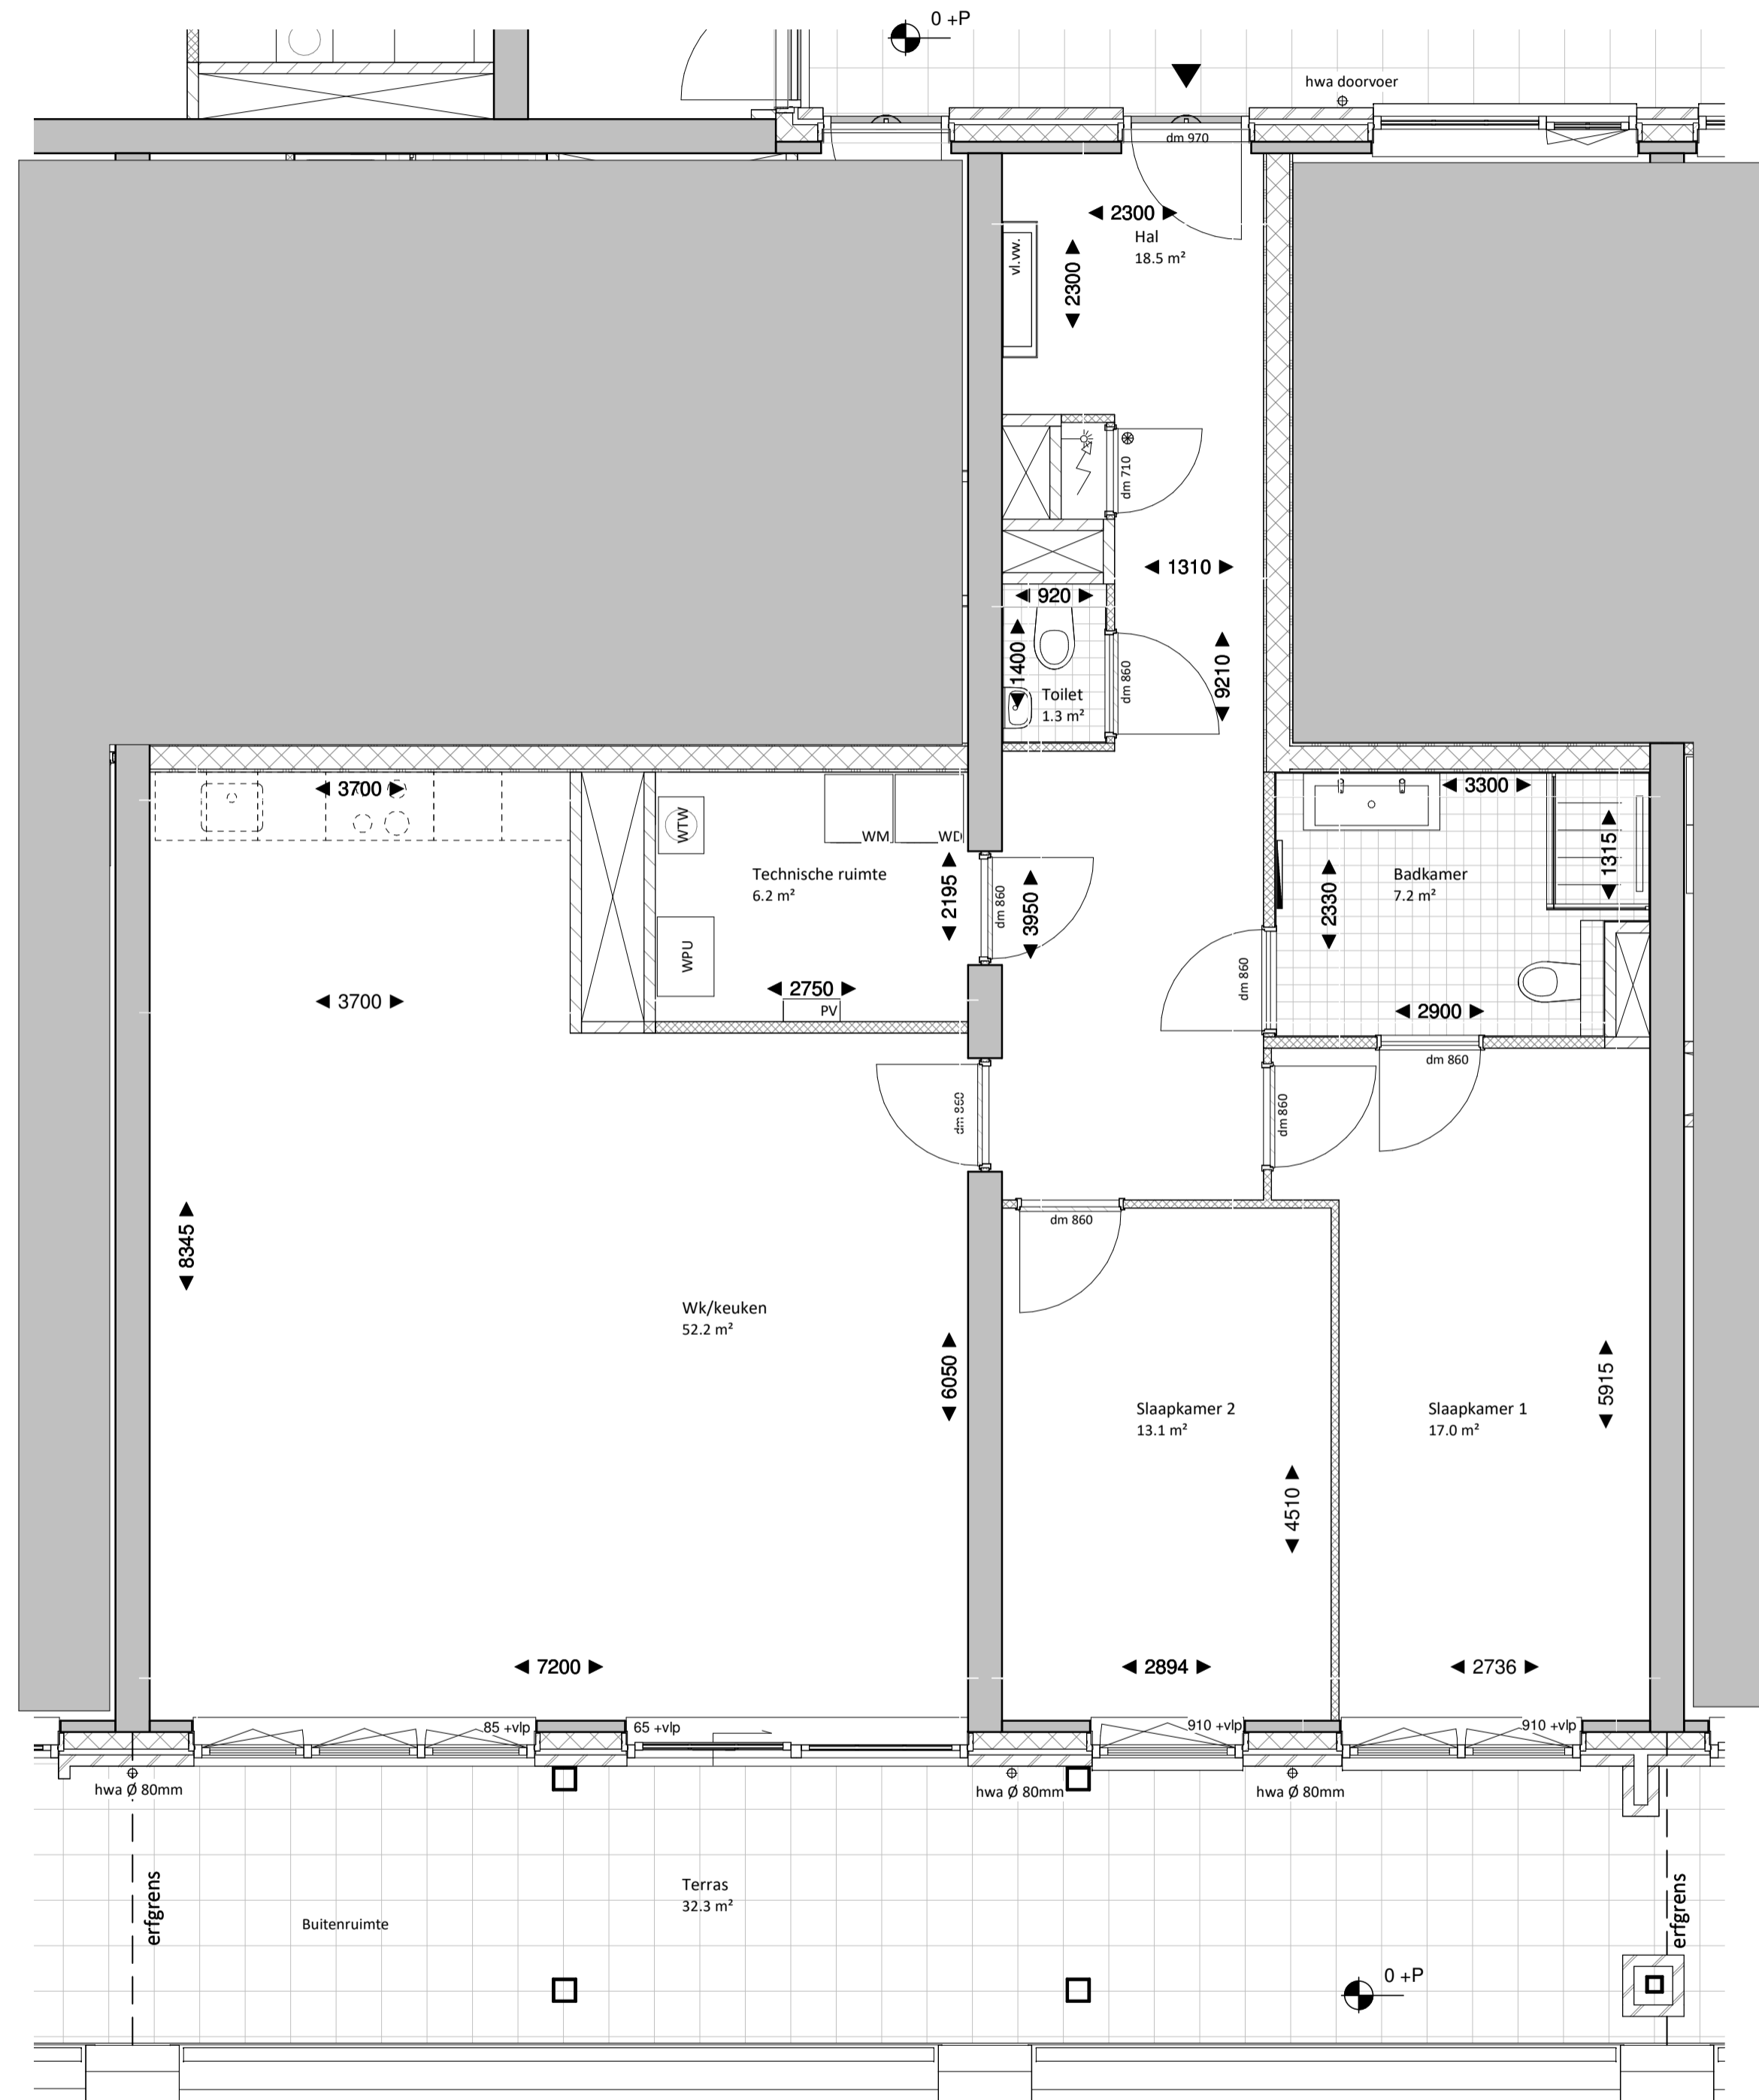 0 +P
hwa doorvoer
dm 970
2300
Hal
18.5 m²
vl.vw.
2300
dm 710
1310
920
1400
Toilet
1.3 m²
dm 860
9210
3700
WTW
WM
WD
Technische ruimte
6.2 m²
2195
dm 860
3950
WPU
2750
PV
3700
3300
1315
Badkamer
7.2 m²
2330
dm 860
2900
dm 860
dm 860
dm 860
dm 860
8345
Wk/keuken
52.2 m²
6050
Slaapkamer 2
13.1 m²
Slaapkamer 1
17.0 m²
5915
4510
7200
2894
2736
85 +vlp
65 +vlp
910 +vlp
910 +vlp
hwa Ø 80mm
hwa Ø 80mm
hwa Ø 80mm
erfgrens
Terras
32.3 m²
Buitenruimte
erfgrens
0 +P